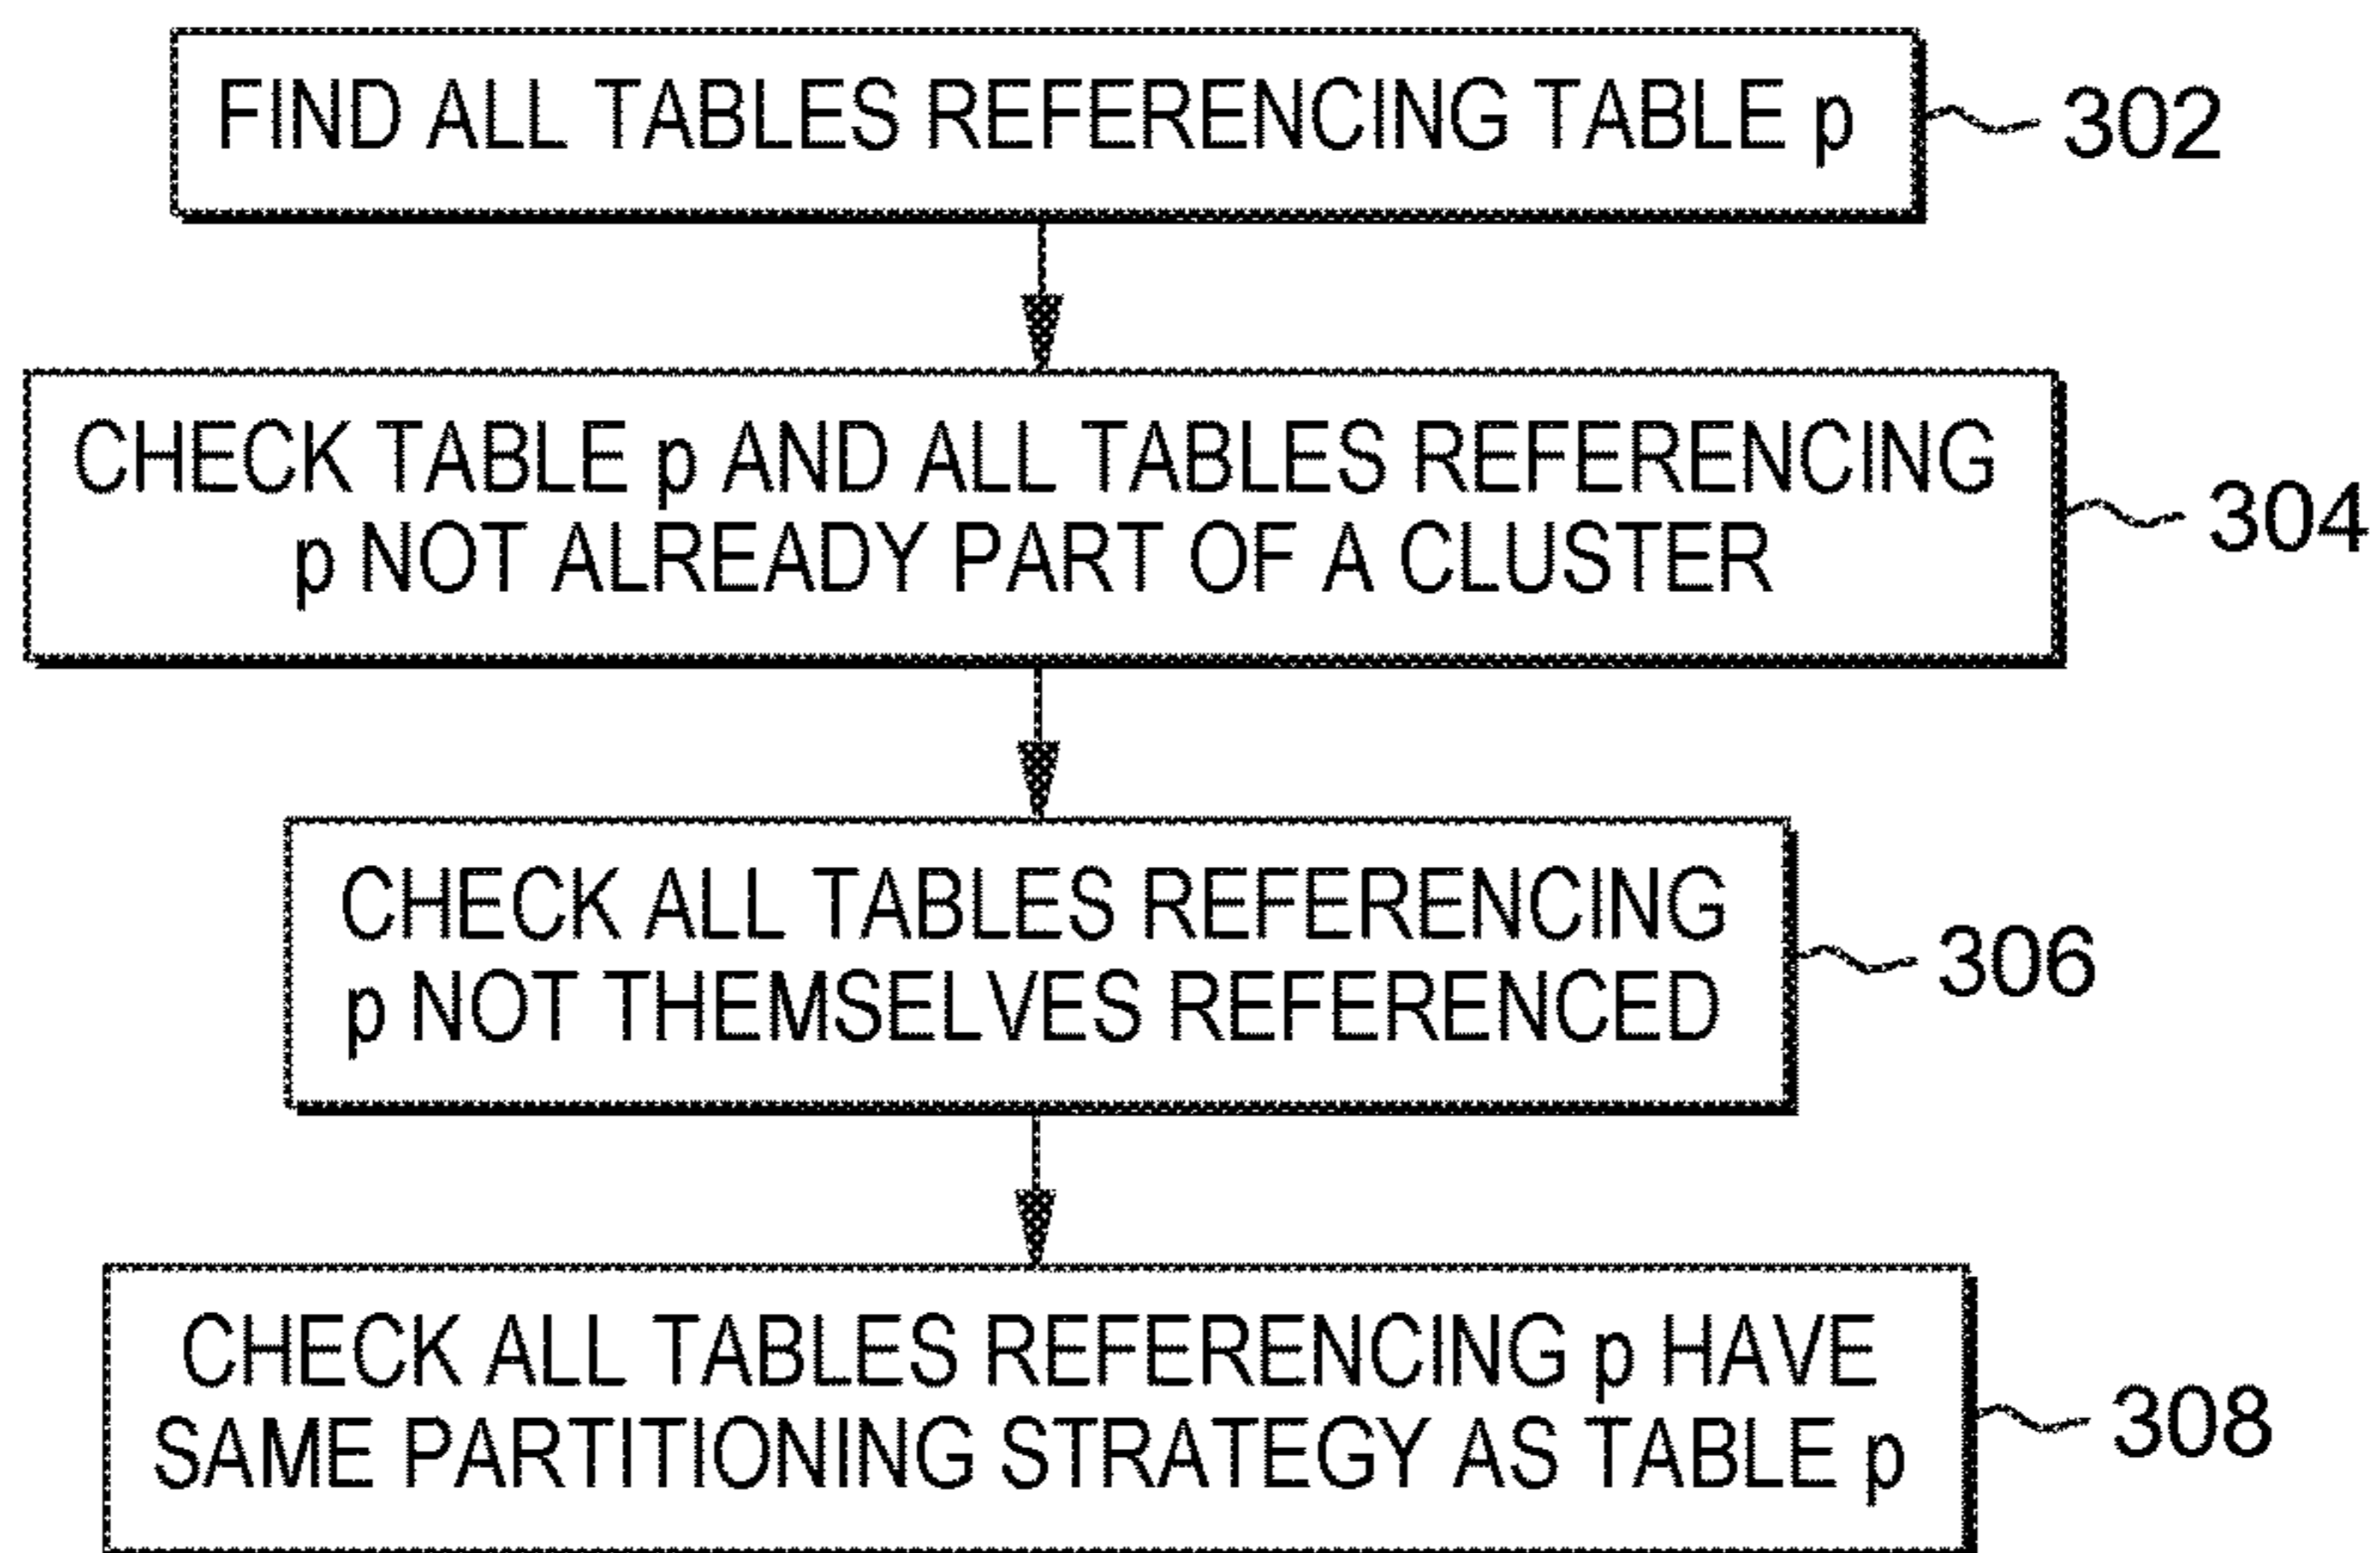 FIND ALL TABLES REFERENCING TABLE p
302
CHECK TABLE p AND ALL TABLES REFERENCING
p NOT ALREADY PART OF A CLUSTER
304
CHECK ALL TABLES REFERENCING
p NOT THEMSELVES REFERENCED
306
CHECK ALL TABLES REFERENCING p HAVE
SAME PARTITIONING STRATEGY AS TABLE p
308